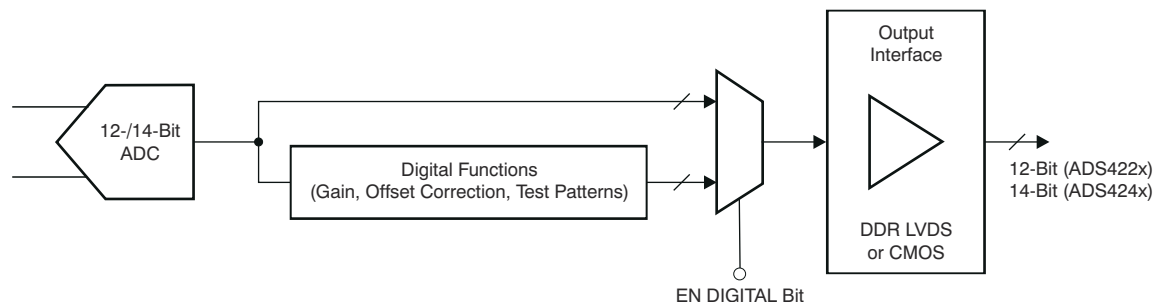 Output
Interface
12-/14-Bit
ADC
Digital Functions
(Gain, Offset Correction, Test Patterns)
12-Bit (ADS422x)
14-Bit (ADS424x)
DDR LVDS
or CMOS
EN DIGITAL Bit